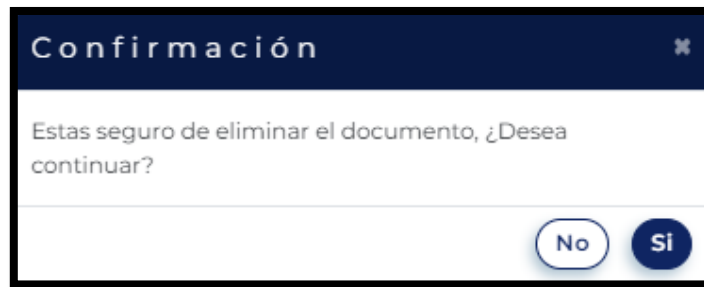 Confirmación
Estas seguro de eliminar el documento, ¿Desea
continuar?
No
Si